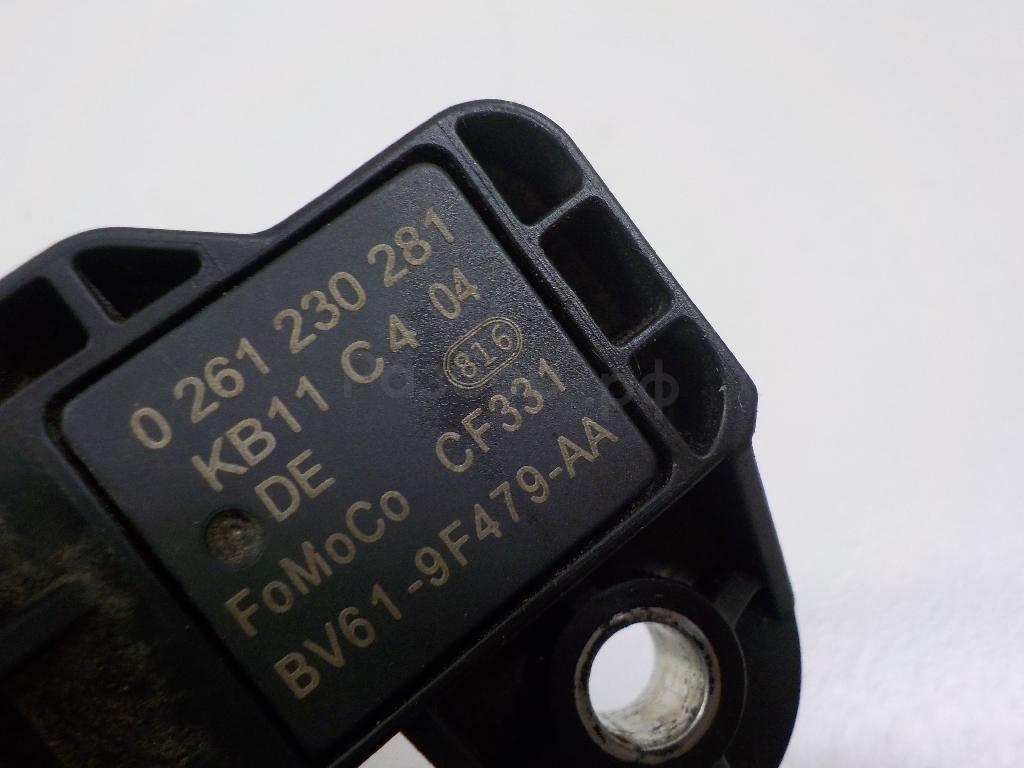 0 261 230 281
KB11 C4 04
DE 816
FoMoCo CF331
BV61-9F479-AA